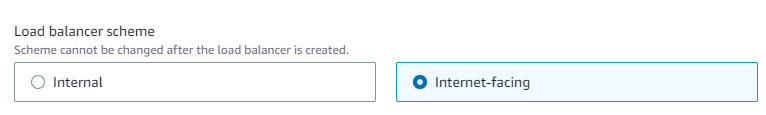 Load balancer scheme
Scheme cannot be changed after the load balancer is created.
Internal
Internet-facing